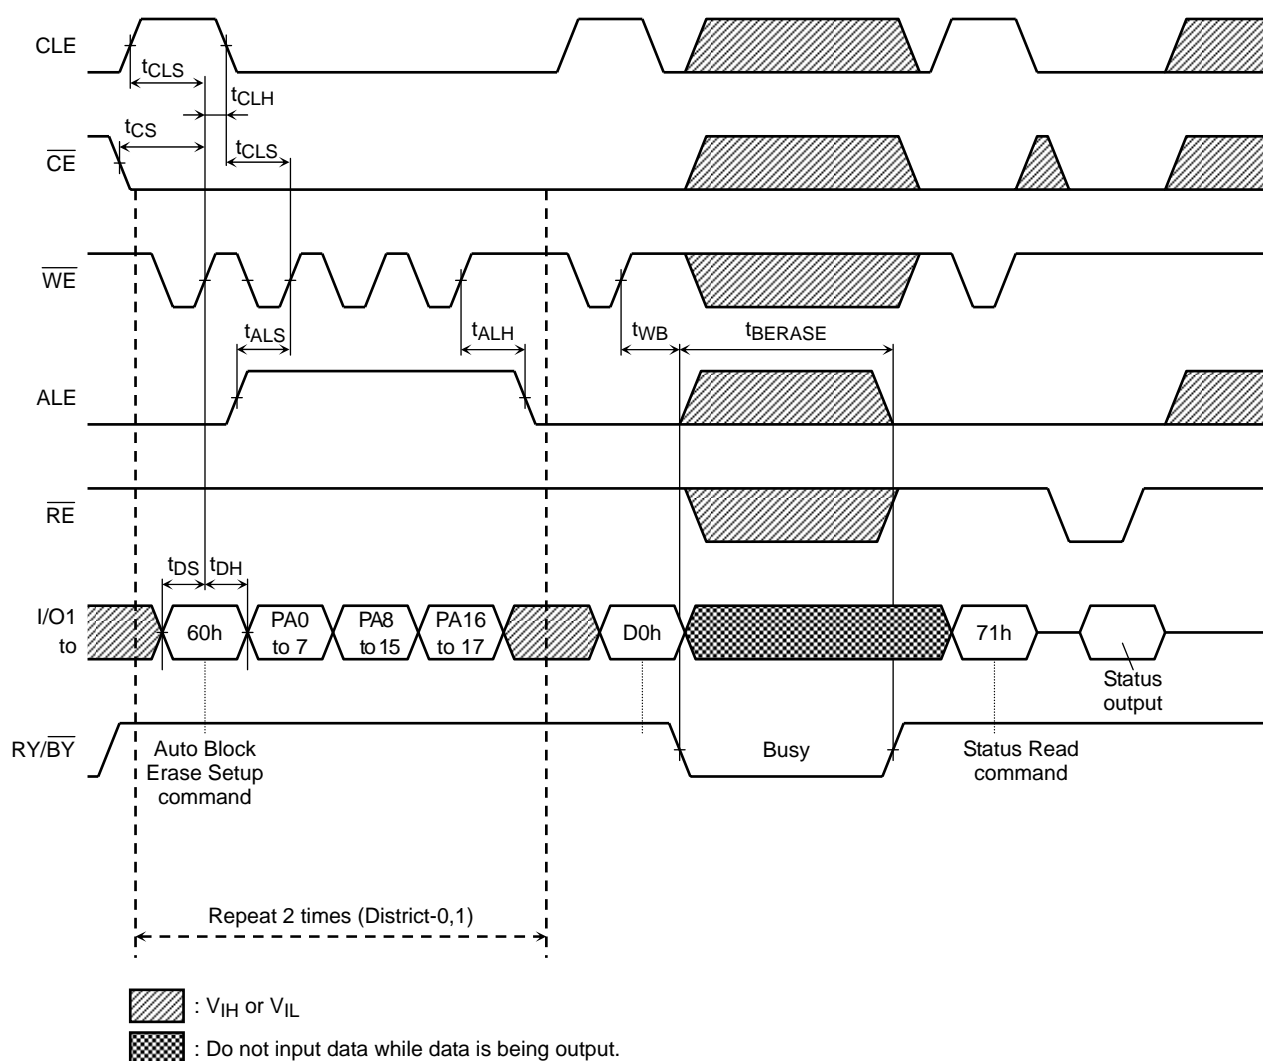 CLE
tCLS
tCLH
tCS
tCLS
CE
WE
tALS
tALH
tWB
tBERASE
ALE
RE
tDS
tDH
I/O1
to
60h
PA0
to 7
PA8
to 15
PA16
to 17
D0h
71h
Status
output
RY/BY
Auto Block
Erase Setup
command
Busy
Status Read
command
Repeat 2 times (District-0,1)
: VIH or VIL
: Do not input data while data is being output.